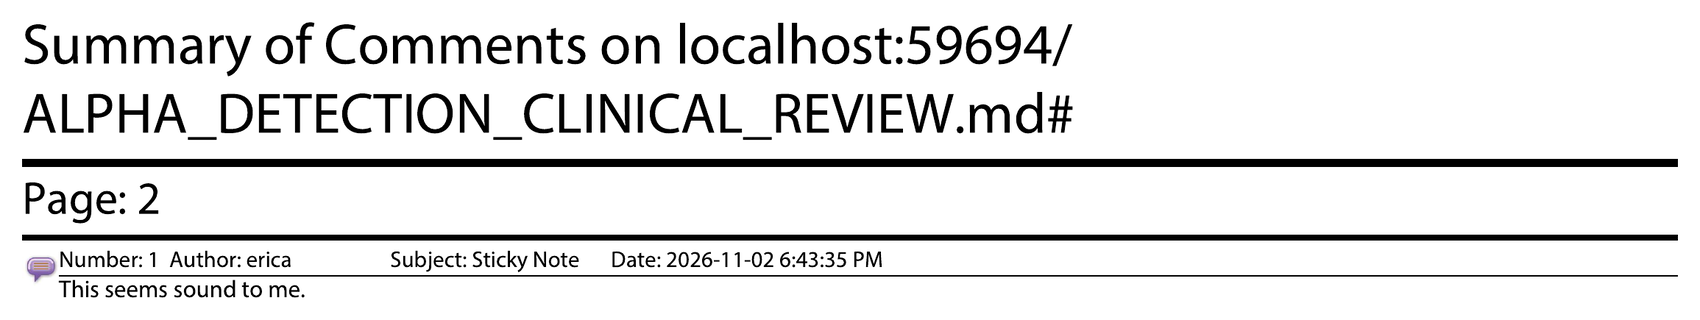 Summary of Comments on localhost:59694/
ALPHA_DETECTION_CLINICAL_REVIEW.md#
Page: 2
Number: 1 Author: erica Subject: Sticky Note Date: 2026-11-02 6:43:35 PM
This seems sound to me.